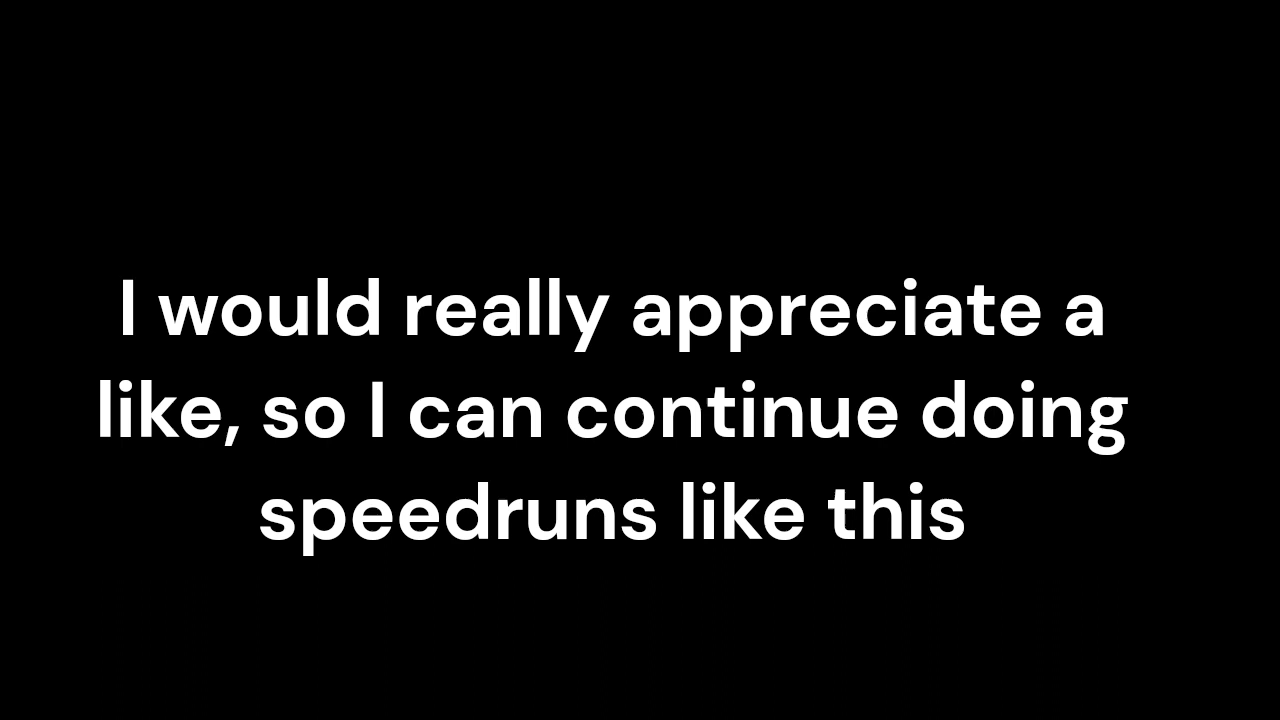 I would really appreciate a
like, so I can continue doing
speedruns like this